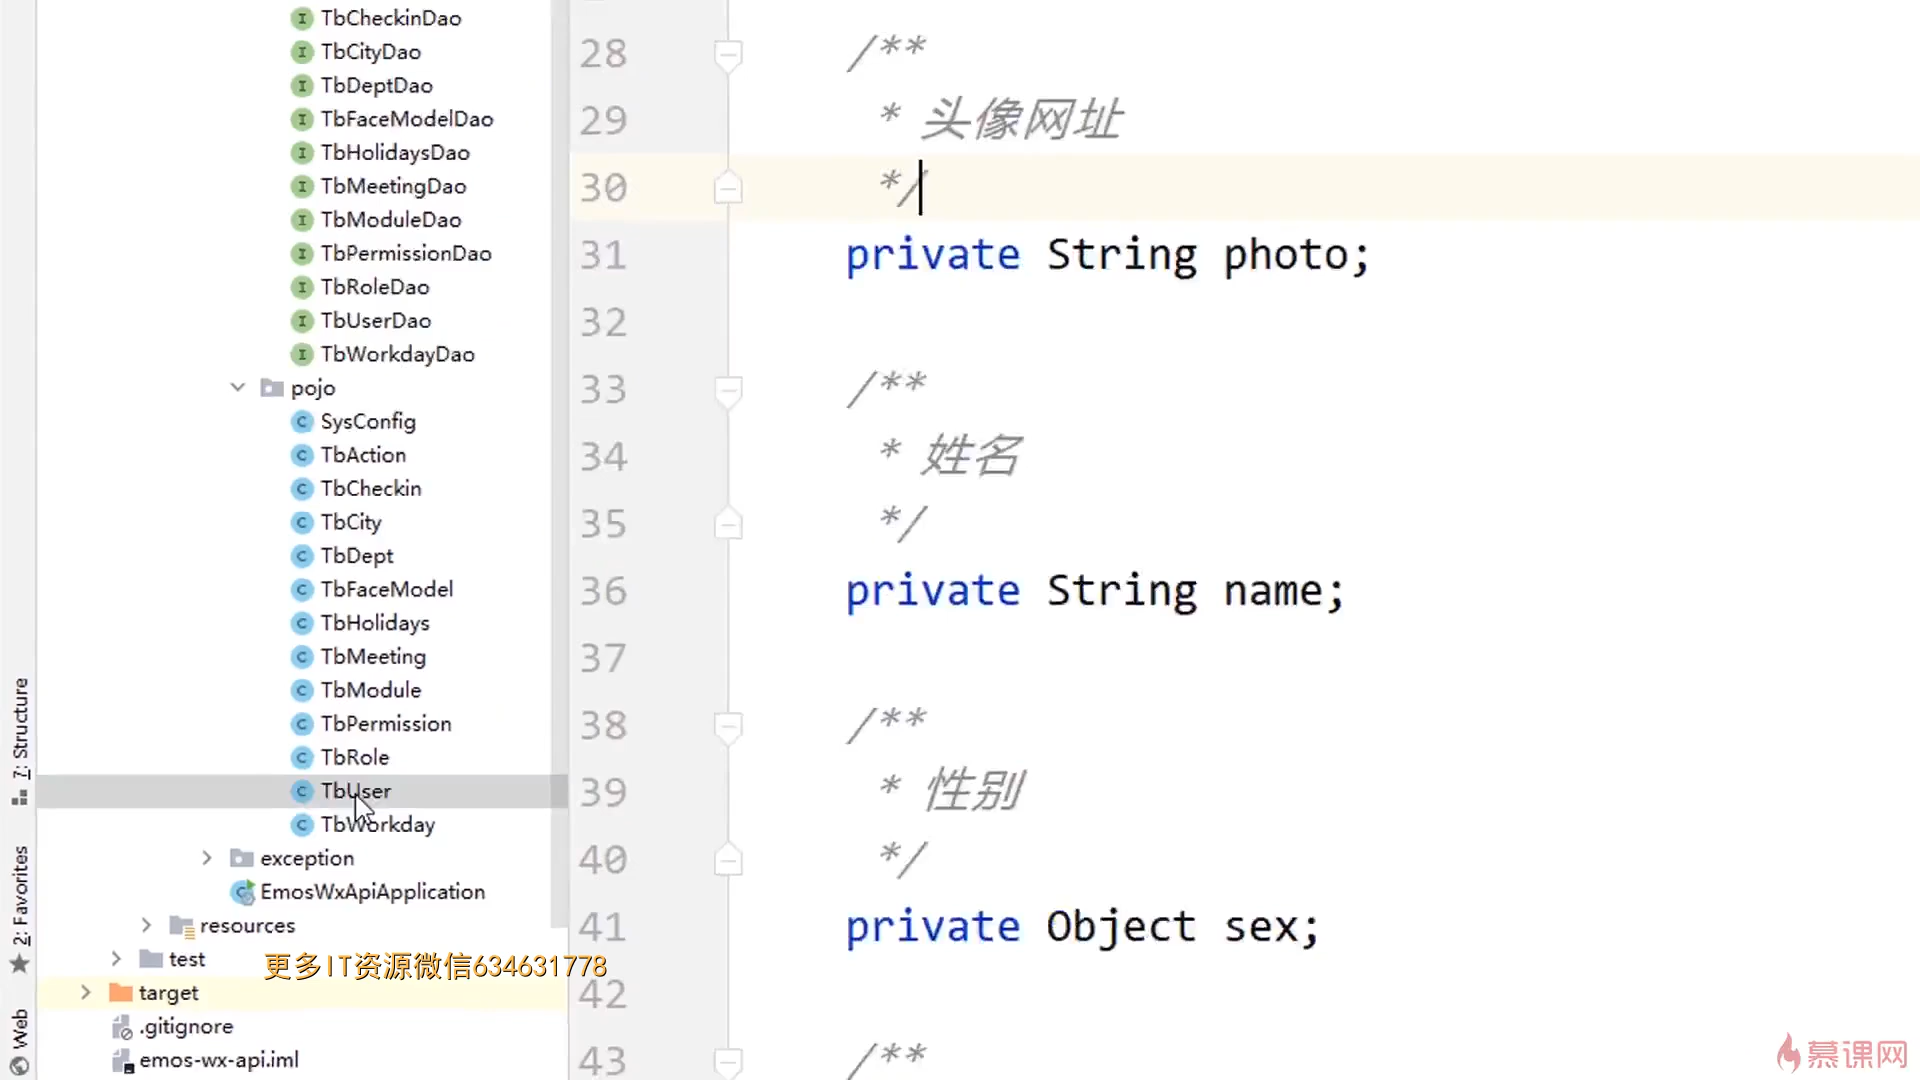 TbCheckinDao
TbCityDao
TbDeptDao
TbFaceModelDao
TbHolidaysDao
TbMeetingDao
TbModuleDao
TbPermissionDao
TbRoleDao
TbUserDao
TbWorkdayDao
pojo
SysConfig
TbAction
TbCheckin
TbCity
TbDept
TbFaceModel
TbHolidays
TbMeeting
TbModule
TbPermission
TbRole
TbUser
TbWorkday
exception
EmosWxApiApplication
resources
test
target
.gitignore
emos-wx-api.iml
7: Structure
2: Favorites
Web
更多IT资源微信634631778
28 /**
29 * 头像网址
30 */
31 private String photo;
32
33 /**
34 * 姓名
35 */
36 private String name;
37
38 /**
39 * 性别
40 */
41 private Object sex;
42
43 /**
慕课网